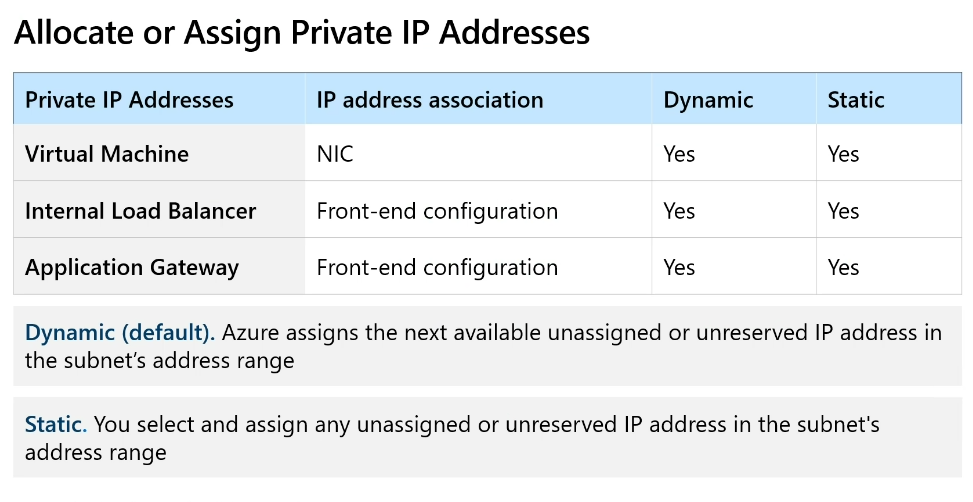 Allocate or Assign Private IP Addresses
Private IP Addresses IP address association Dynamic Static
Virtual Machine NIC Yes Yes
Internal Load Balancer Front-end configuration Yes Yes
Application Gateway Front-end configuration Yes Yes
Dynamic (default). Azure assigns the next available unassigned or unreserved IP address in
the subnet’s address range
Static. You select and assign any unassigned or unreserved IP address in the subnet's
address range